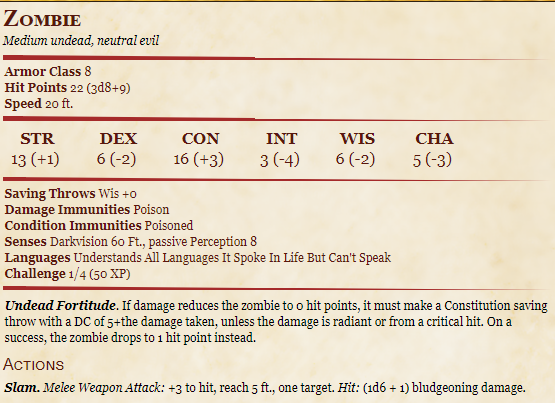 Zombie
Medium undead, neutral evil
Armor Class 8
Hit Points 22 (3d8+9)
Speed 20 ft.
STR DEX CON INT WIS CHA
13 (+1) 6 (-2) 16 (+3) 3 (-4) 6 (-2) 5 (-3)
Saving Throws Wis +0
Damage Immunities Poison
Condition Immunities Poisoned
Senses Darkvision 60 Ft., passive Perception 8
Languages Understands All Languages It Spoke In Life But Can't Speak
Challenge 1/4 (50 XP)
Undead Fortitude. If damage reduces the zombie to 0 hit points, it must make a Constitution saving
throw with a DC of 5+the damage taken, unless the damage is radiant or from a critical hit. On a
success, the zombie drops to 1 hit point instead.
Actions
Slam. Melee Weapon Attack: +3 to hit, reach 5 ft., one target. Hit: (1d6 + 1) bludgeoning damage.